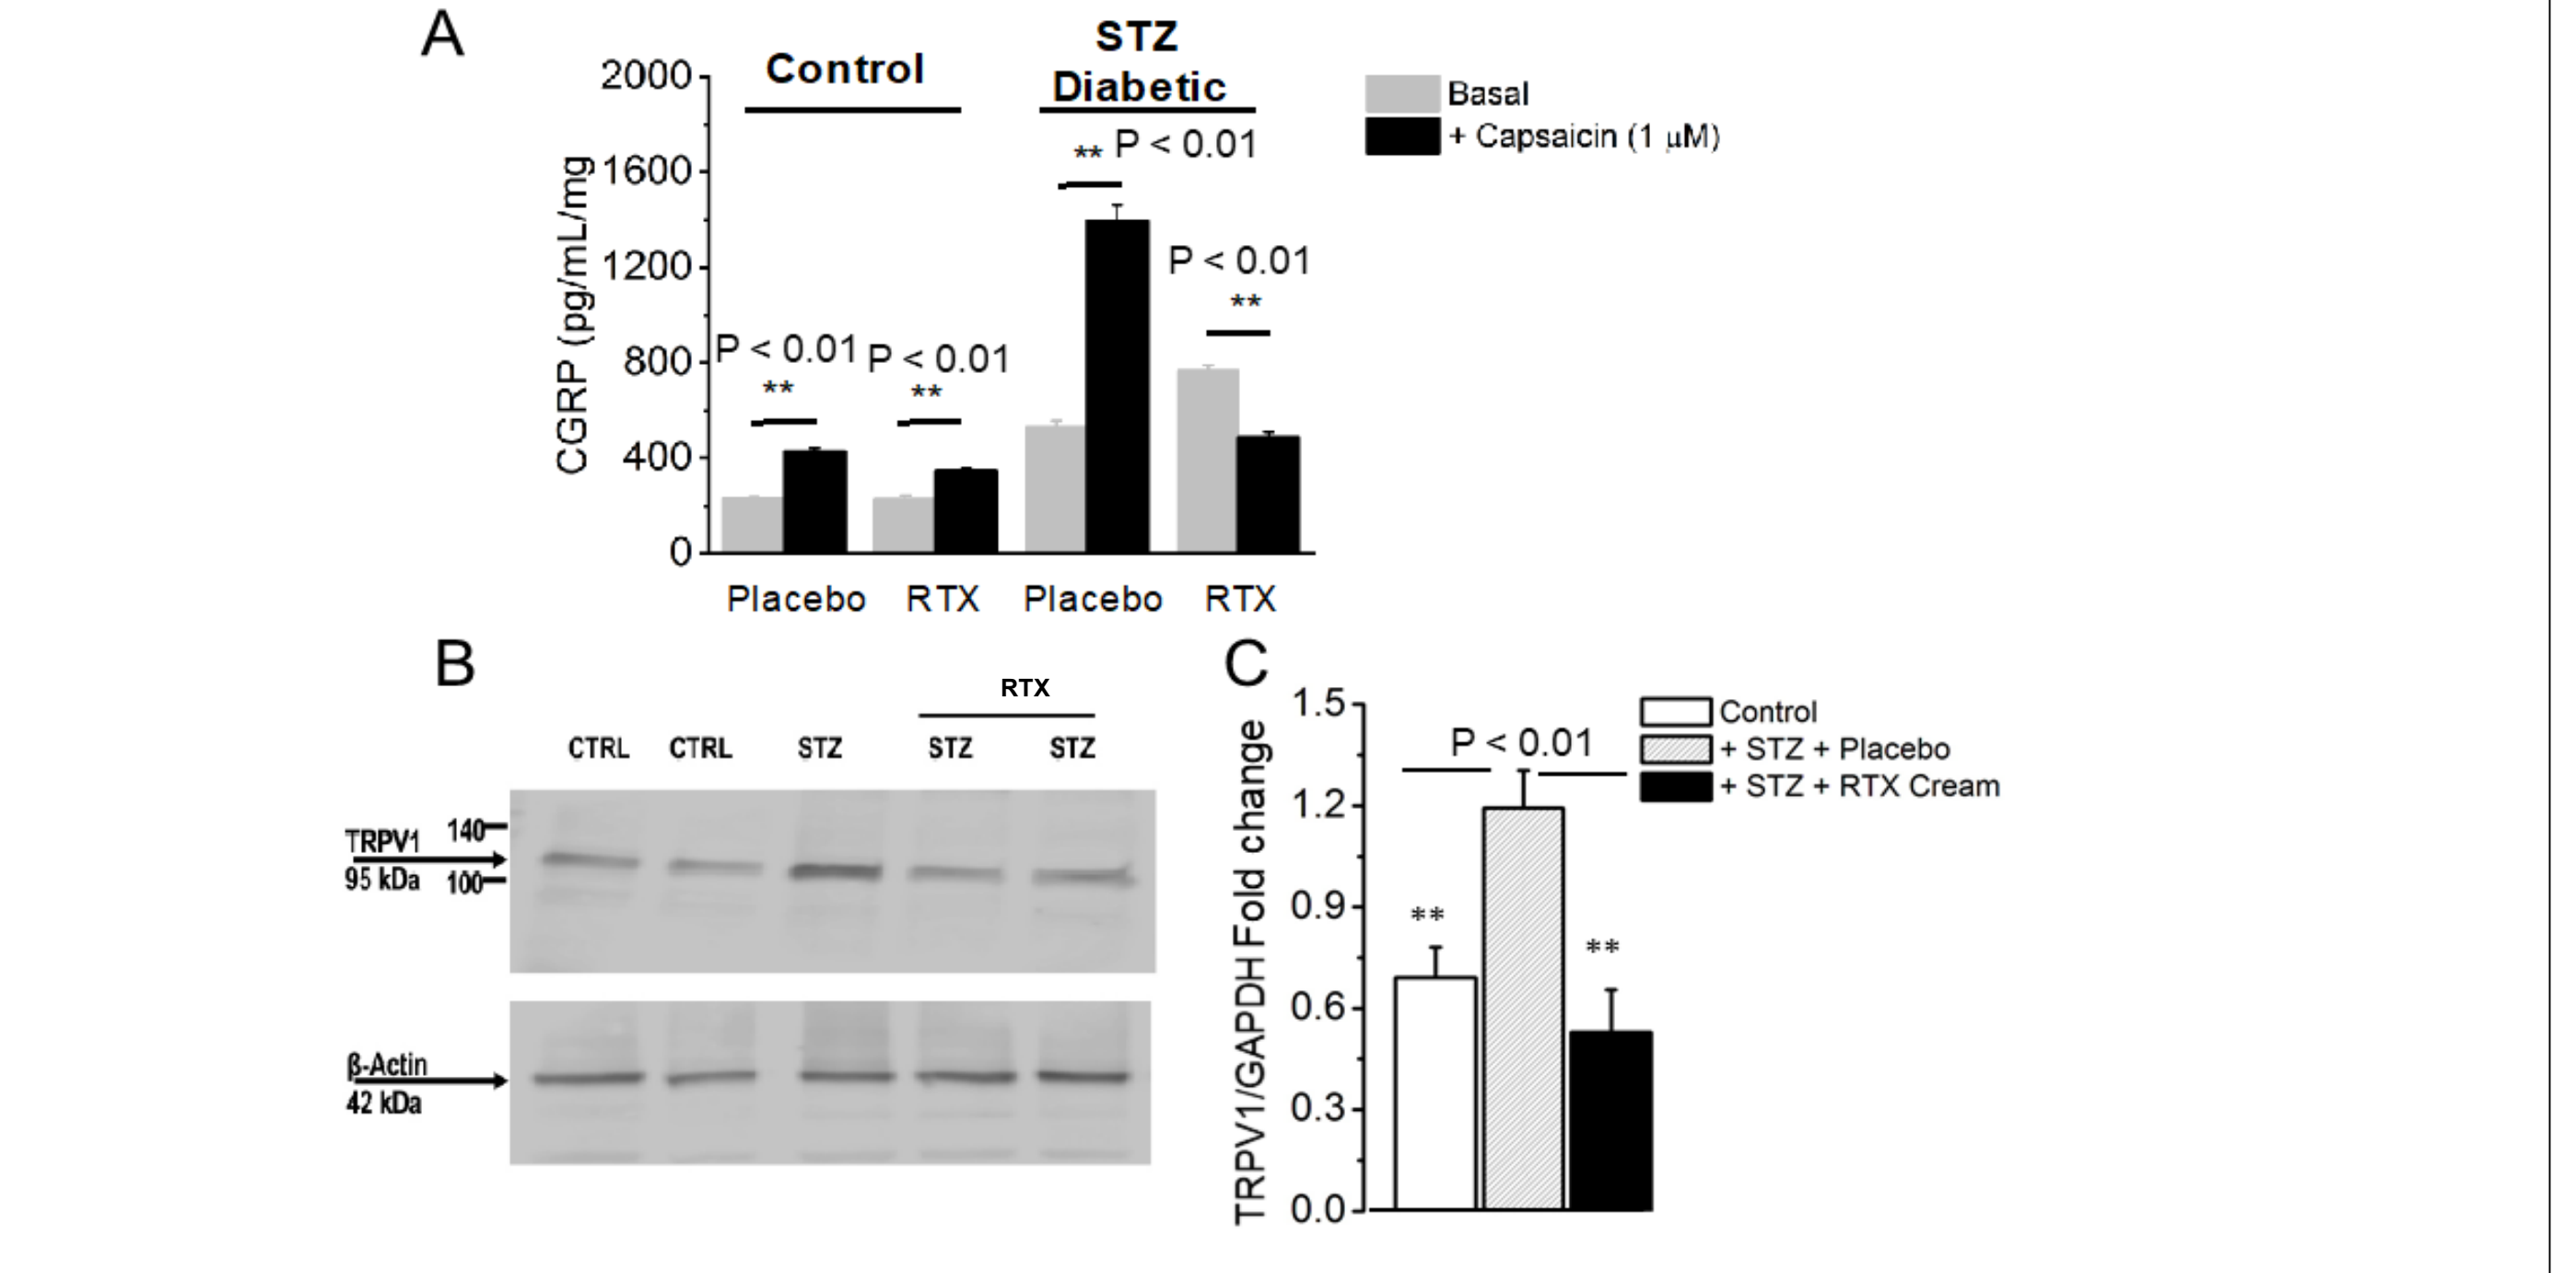 A
Control
STZ
Diabetic
Basal
+ Capsaicin (1 µM)
CGRP (pg/mL/mg
2000
1600
1200
800
400
0
** P < 0.01
P < 0.01
**
P < 0.01
**
P < 0.01
**
Placebo
RTX
Placebo
RTX
B
RTX
CTRL
CTRL
STZ
STZ
STZ
TRPV1
95 kDa
140
100
β-Actin
42 kDa
C
TRPV1/GAPDH Fold change
1.5
1.2
0.9
0.6
0.3
0.0
P < 0.01
**
**
Control
+ STZ + Placebo
+ STZ + RTX Cream